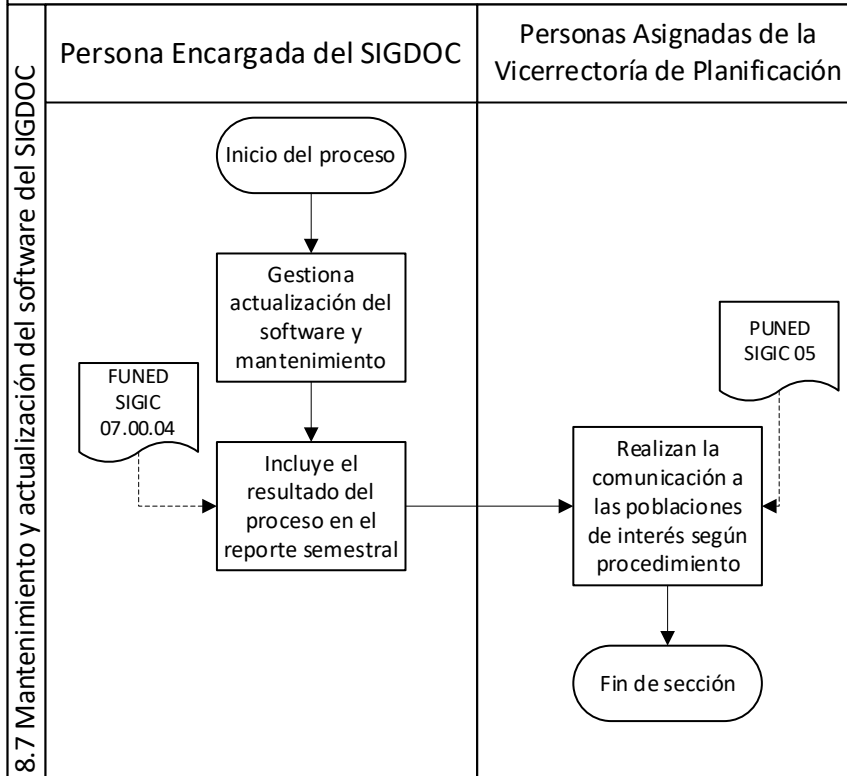 8.7 Mantenimiento y actualización del software del SIGDOC
Persona Encargada del SIGDOC
Personas Asignadas de la
Vicerrectoría de Planificación
Inicio del proceso
Gestiona
actualización del
software y
mantenimiento
FUNED
SIGIC
07.00.04
Incluye el
resultado del
proceso en el
reporte semestral
PUNED
SIGIC 05
Realizan la
comunicación a
las poblaciones
de interés según
procedimiento
Fin de sección